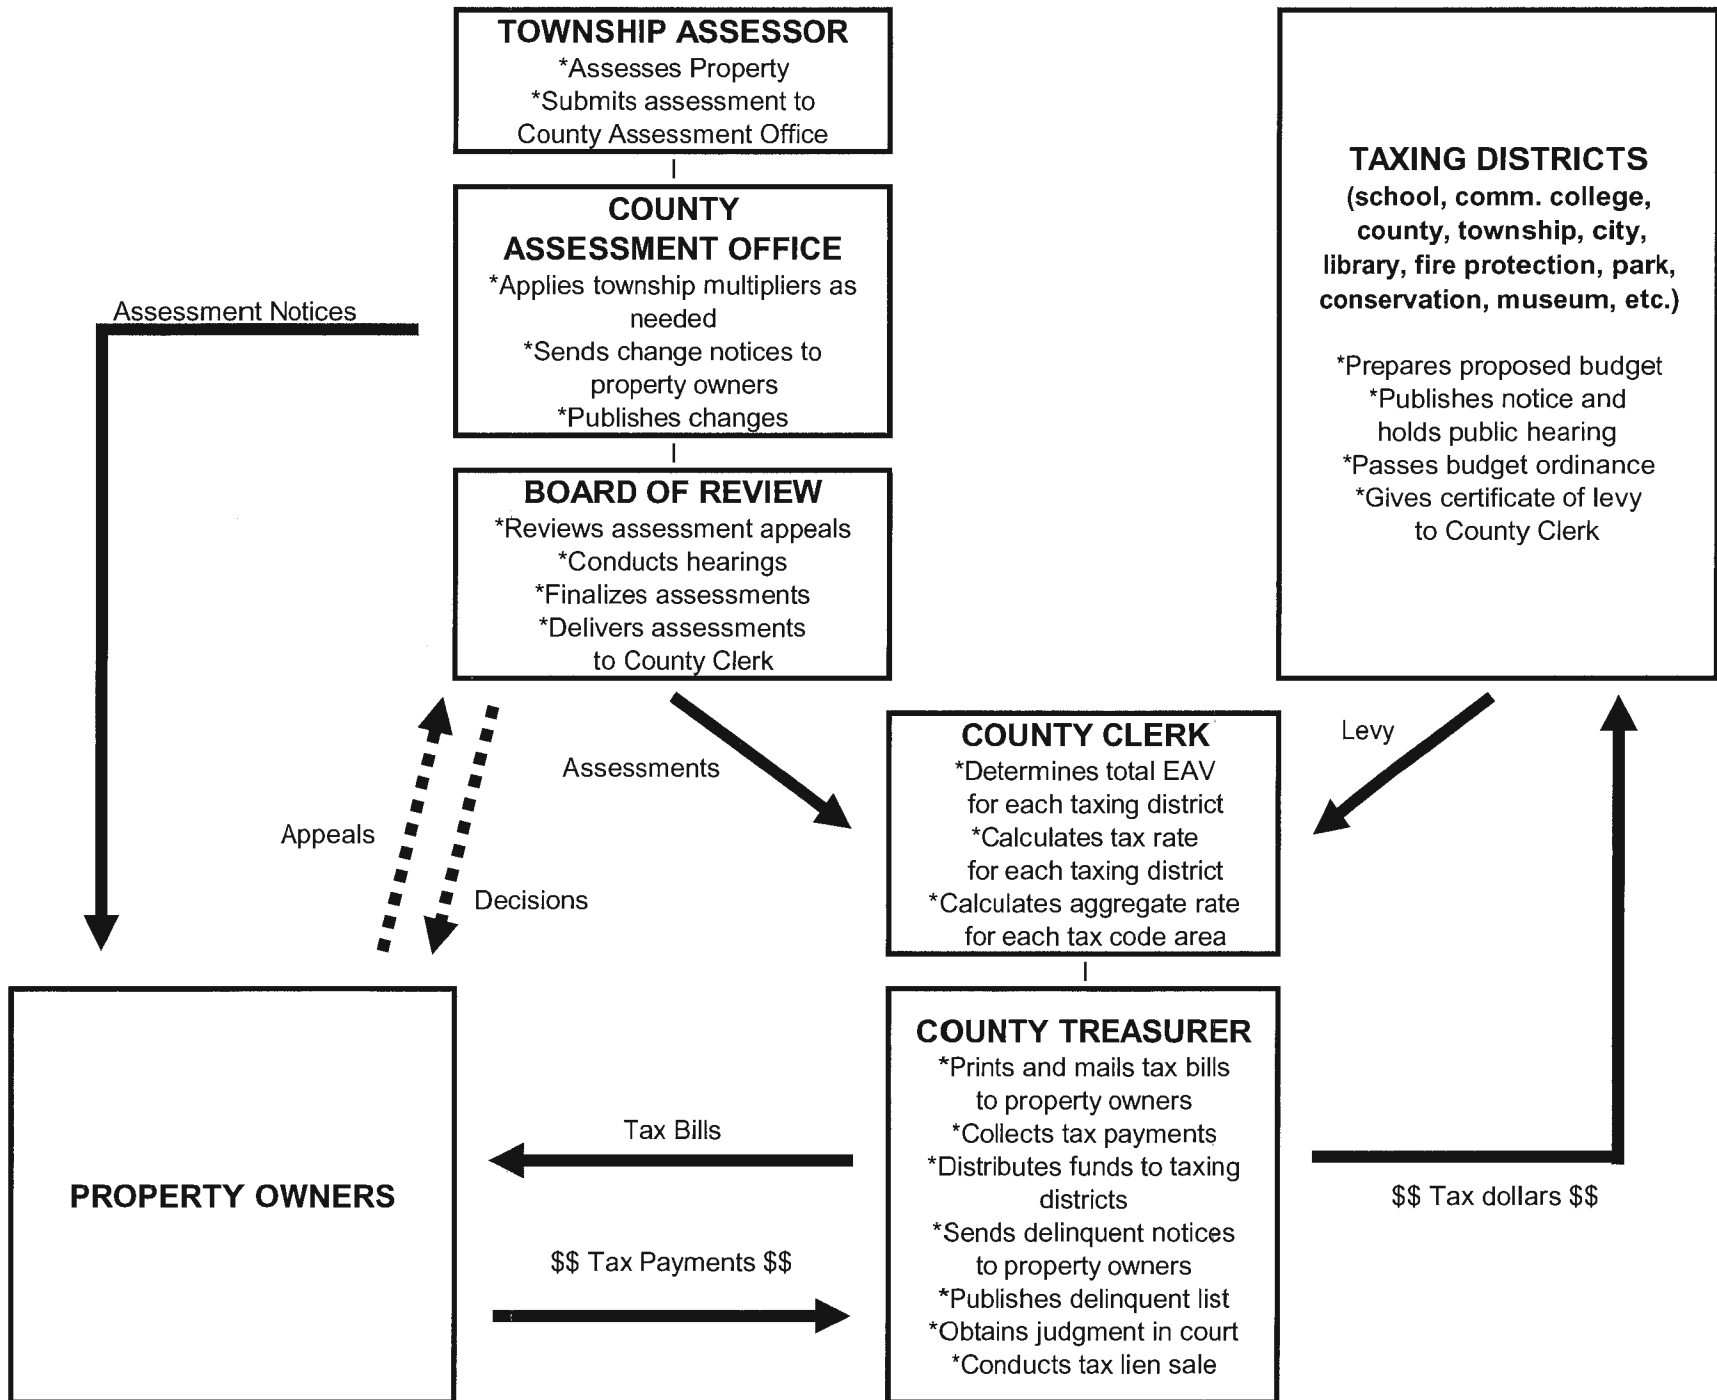 TOWNSHIP ASSESSOR
*Assesses Property
*Submits assessment to
County Assessment Office
COUNTY
ASSESSMENT OFFICE
*Applies township multipliers as
needed
*Sends change notices to
property owners
*Publishes changes
BOARD OF REVIEW
*Reviews assessment appeals
*Conducts hearings
*Finalizes assessments
*Delivers assessments
to County Clerk
TAXING DISTRICTS
(school, comm. college,
county, township, city,
library, fire protection, park,
conservation, museum, etc.)
*Prepares proposed budget
*Publishes notice and
holds public hearing
*Passes budget ordinance
*Gives certificate of levy
to County Clerk
Assessment Notices
Appeals
Decisions
Assessments
Levy
COUNTY CLERK
*Determines total EAV
for each taxing district
*Calculates tax rate
for each taxing district
*Calculates aggregate rate
for each tax code area
PROPERTY OWNERS
Tax Bills
$$ Tax Payments $$
COUNTY TREASURER
*Prints and mails tax bills
to property owners
*Collects tax payments
*Distributes funds to taxing
districts
*Sends delinquent notices
to property owners
*Publishes delinquent list
*Obtains judgment in court
*Conducts tax lien sale
$$ Tax dollars $$